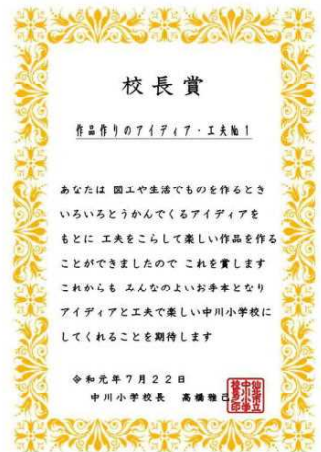 校長賞
作品作りのアイディア・工夫№1
あなたは 図工や生活でものを作るとき
いろいろとうかんでくるアイディアを
もとに 工夫をこらして楽しい作品を作る
ことができましたので これを賞します
これからも みんなのよいお手本となり
アイディアと工夫で楽しい中川小学校に
してくれることを期待します
令和元年7月22日
中川小学校長 高橋雅己